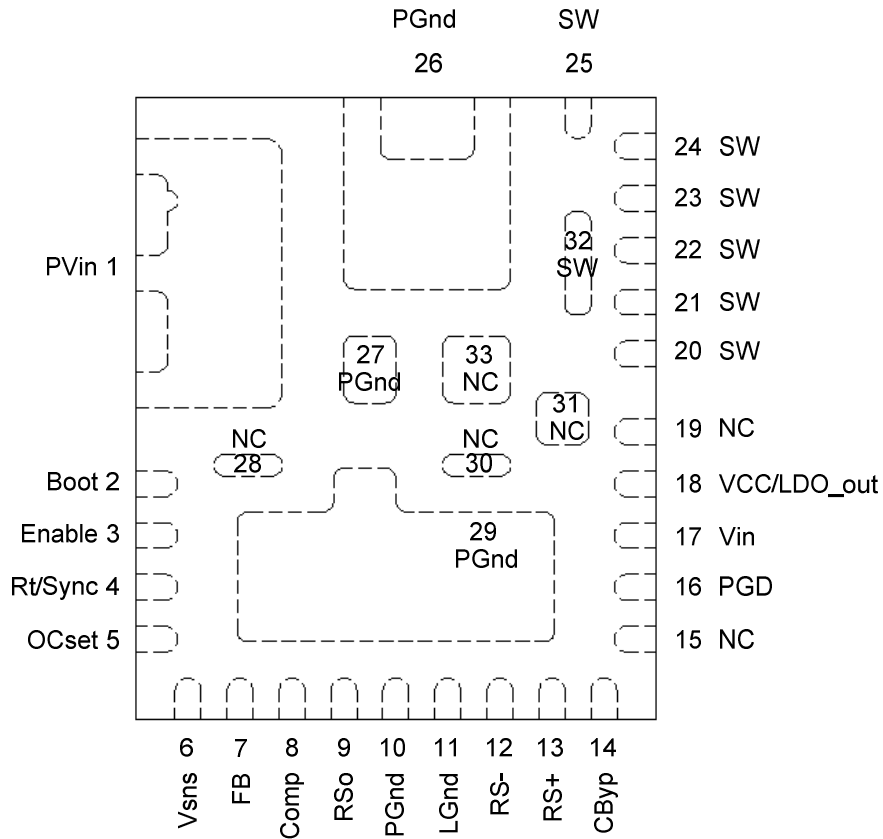 PGnd
26
SW
25
24 SW
23 SW
22 SW
21 SW
20 SW
32
SW
PVin 1
27
PGnd
33
NC
31
NC
19 NC
NC
28
NC
30
Boot 2
18 VCC/LDO_out
Enable 3
17 Vin
29
PGnd
Rt/Sync 4
16 PGD
OCset 5
15 NC
6
Vsns
7
FB
8
Comp
9
RSo
10
PGnd
11
LGnd
12
RS-
13
RS+
14
CByp